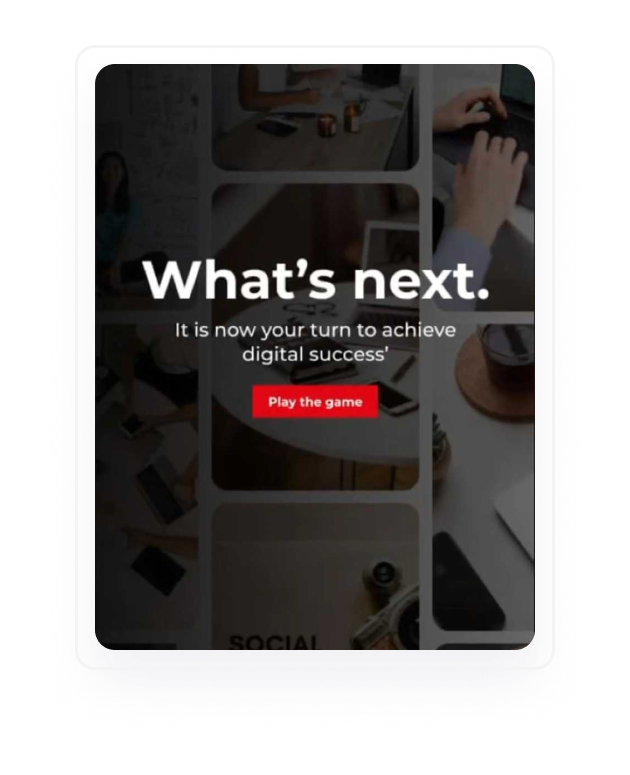 What’s next.
It is now your turn to achieve
digital success’
Play the game
SOCIAL